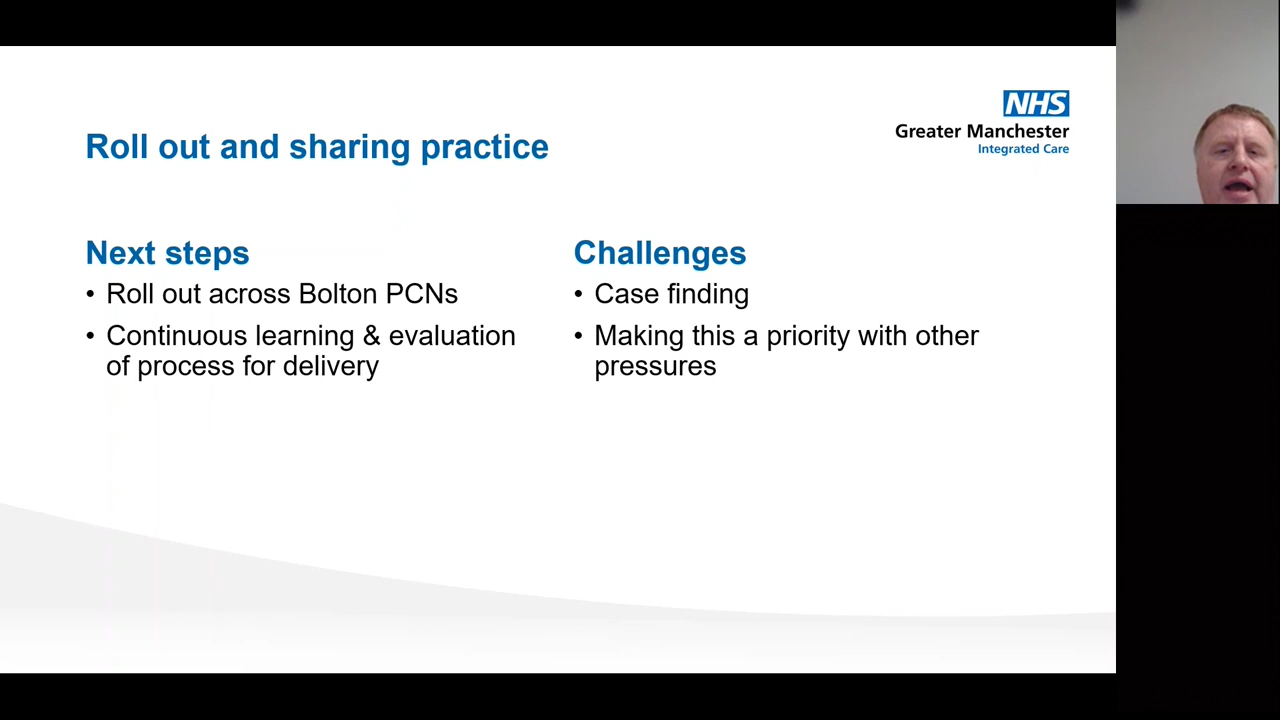 NHS
Greater Manchester
Integrated Care
Roll out and sharing practice
Next steps
• Roll out across Bolton PCNs
• Continuous learning & evaluation
of process for delivery
Challenges
• Case finding
• Making this a priority with other
pressures